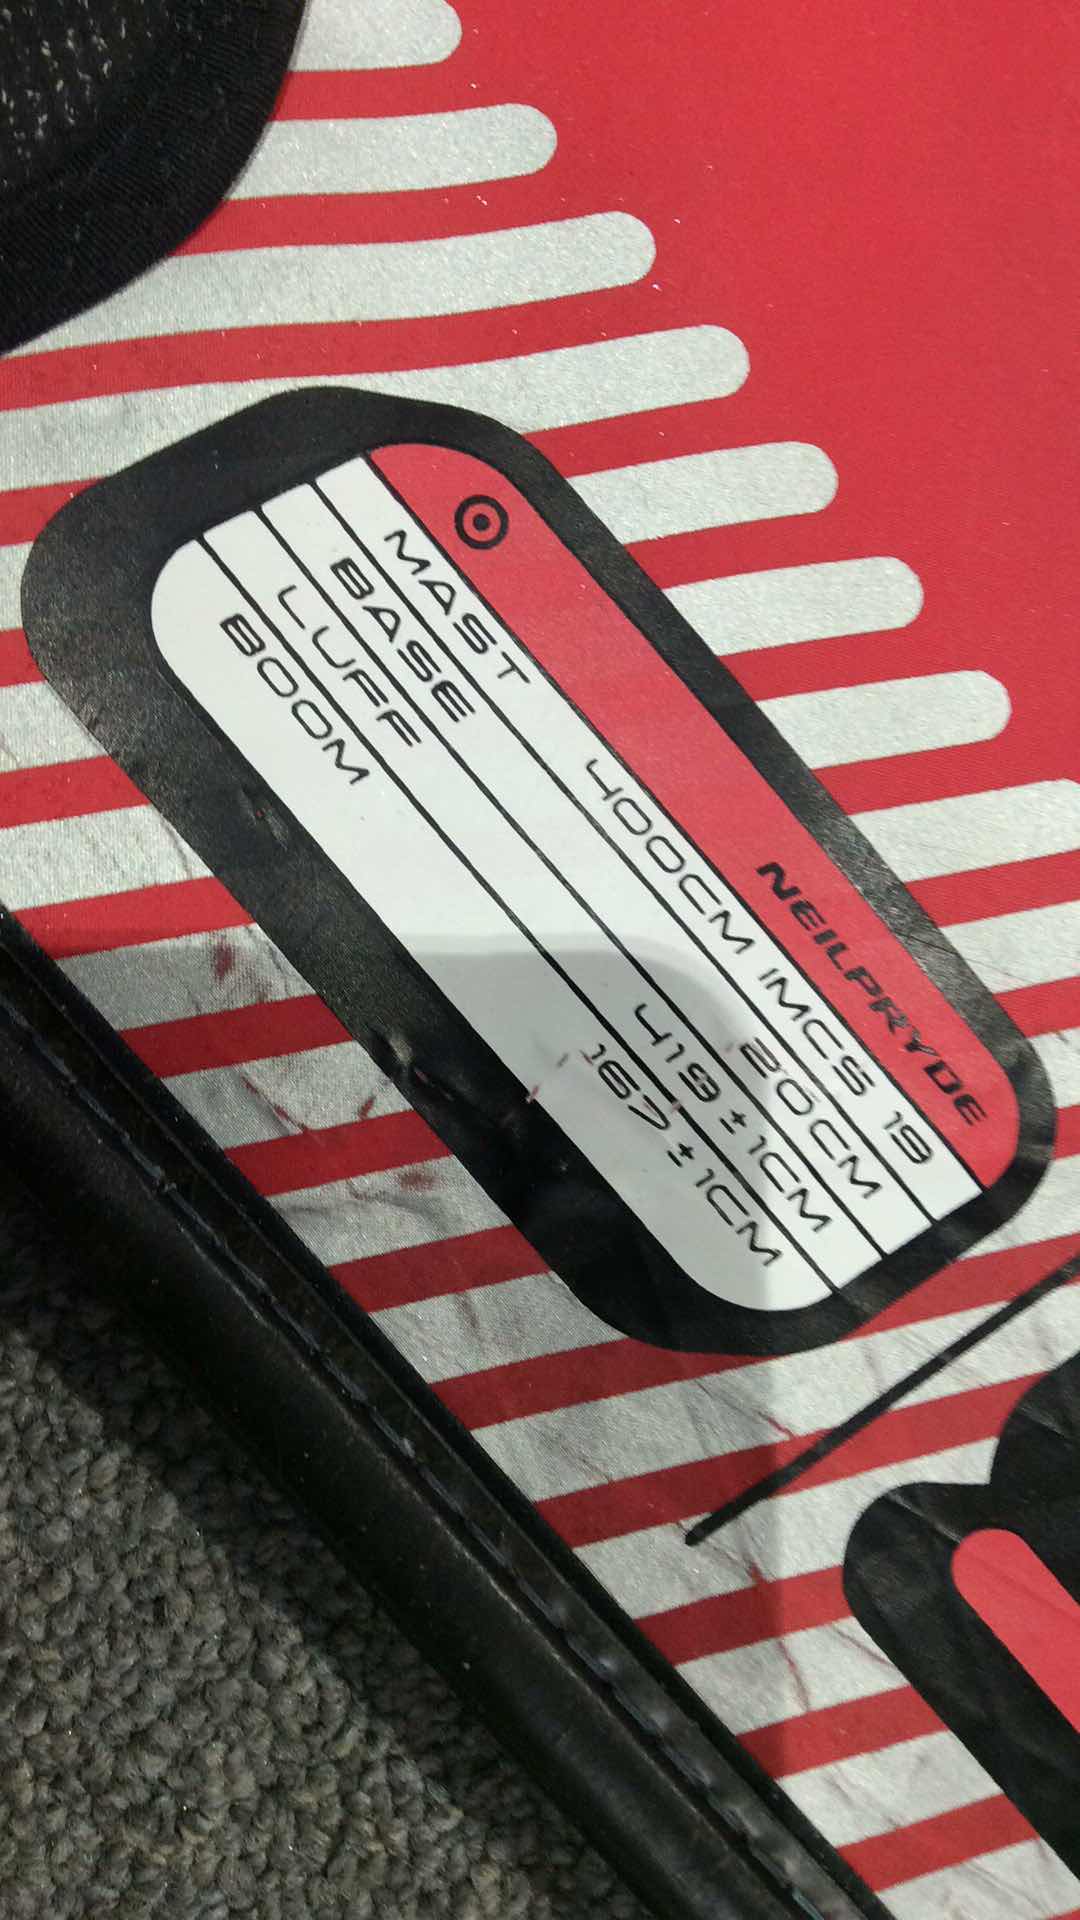 NEILPRYDE
MAST 400CM IMCS 19
BASE 20CM
LUFF 419 ± 1CM
BOOM 167 ± 1CM